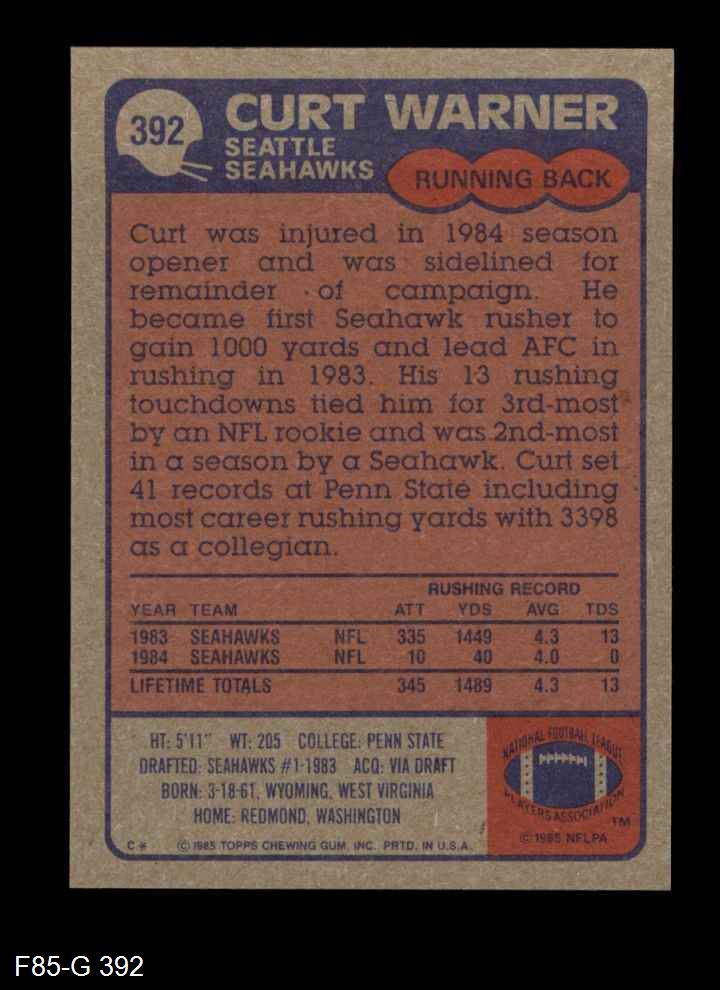 392
CURT WARNER
SEATTLE
SEAHAWKS
RUNNING BACK
Curt was injured in 1984 season
opener and was sidelined for
remainder of campaign. He
became first Seahawk rusher to
gain 1000 yards and lead AFC in
rushing in 1983. His 13 rushing
touchdowns tied him for 3rd-most
by an NFL rookie and was 2nd-most
in a season by a Seahawk. Curt set
41 records at Penn State including
most career rushing yards with 3398
as a collegian.
RUSHING RECORD
YEAR TEAM ATT YDS AVG TDS
1983 SEAHAWKS NFL 335 1449 4.3 13
1984 SEAHAWKS NFL 10 40 4.0 0
LIFETIME TOTALS 345 1489 4.3 13
HT: 5'11" WT: 205 COLLEGE: PENN STATE
DRAFTED: SEAHAWKS #1-1983 ACQ: VIA DRAFT
BORN: 3-18-61, WYOMING, WEST VIRGINIA
HOME: REDMOND, WASHINGTON
C* © 1985 TOPPS CHEWING GUM, INC. PRTD. IN U.S.A.
NATIONAL FOOTBALL LEAGUE
PLAYERS ASSOCIATION
TM
© 1985 NFLPA
F85-G 392